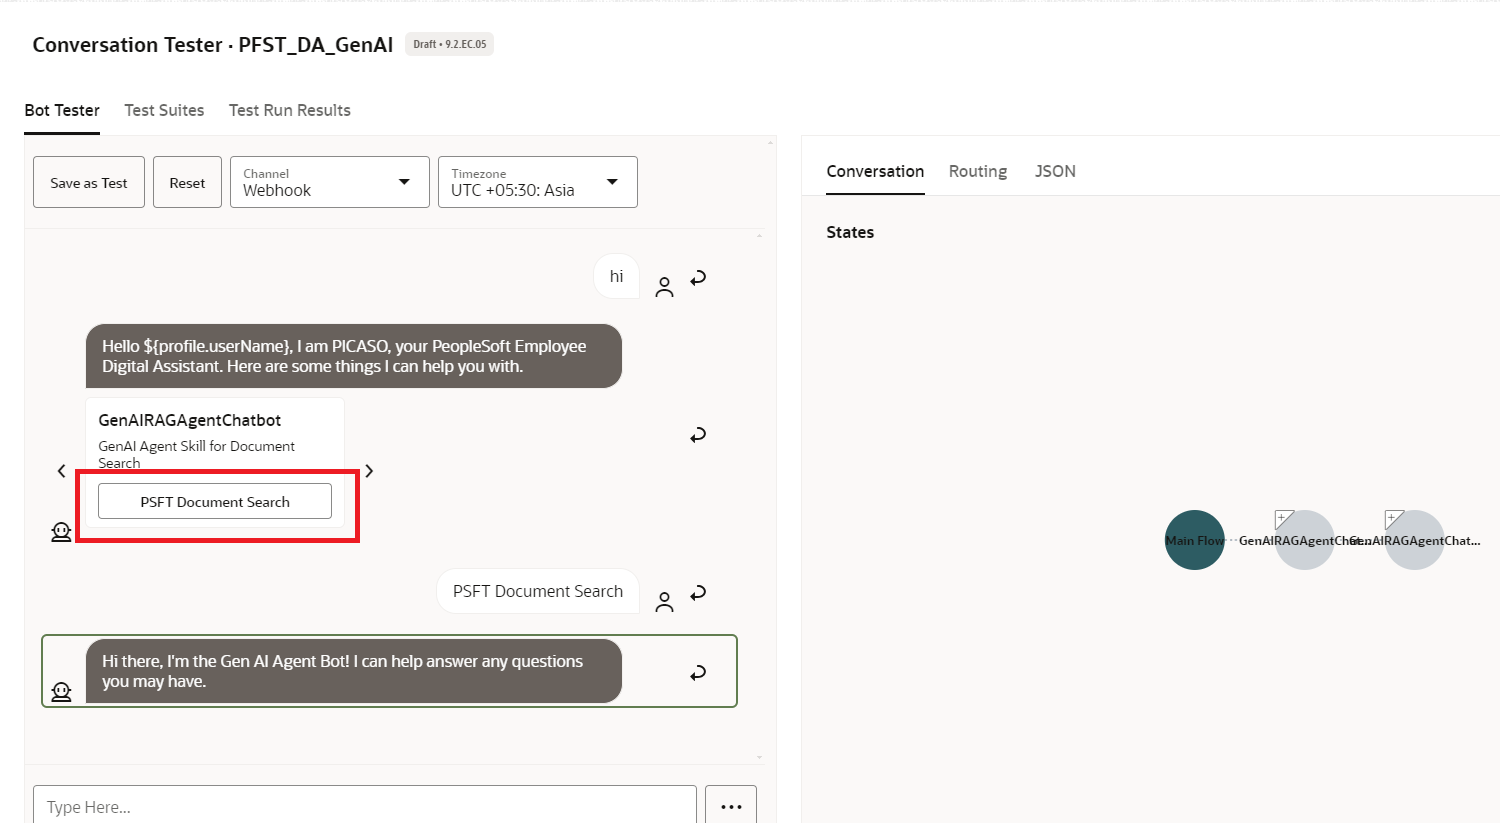 Conversation Tester · PFST_DA_GenAI
Draft • 9.2.EC.05
Bot Tester
Test Suites
Test Run Results
Save as Test
Reset
Channel
Webhook
Timezone
UTC +05:30: Asia
hi
Hello ${profile.userName}, I am PICASO, your PeopleSoft Employee
Digital Assistant. Here are some things I can help you with.
GenAIRAGAgentChatbot
GenAI Agent Skill for Document
Search
PSFT Document Search
PSFT Document Search
Hi there, I'm the Gen AI Agent Bot! I can help answer any questions
you may have.
Type Here...
Conversation
Routing
JSON
States
Main Flow
GenAIRAGAgentChat...
GenAIRAGAgentChat...